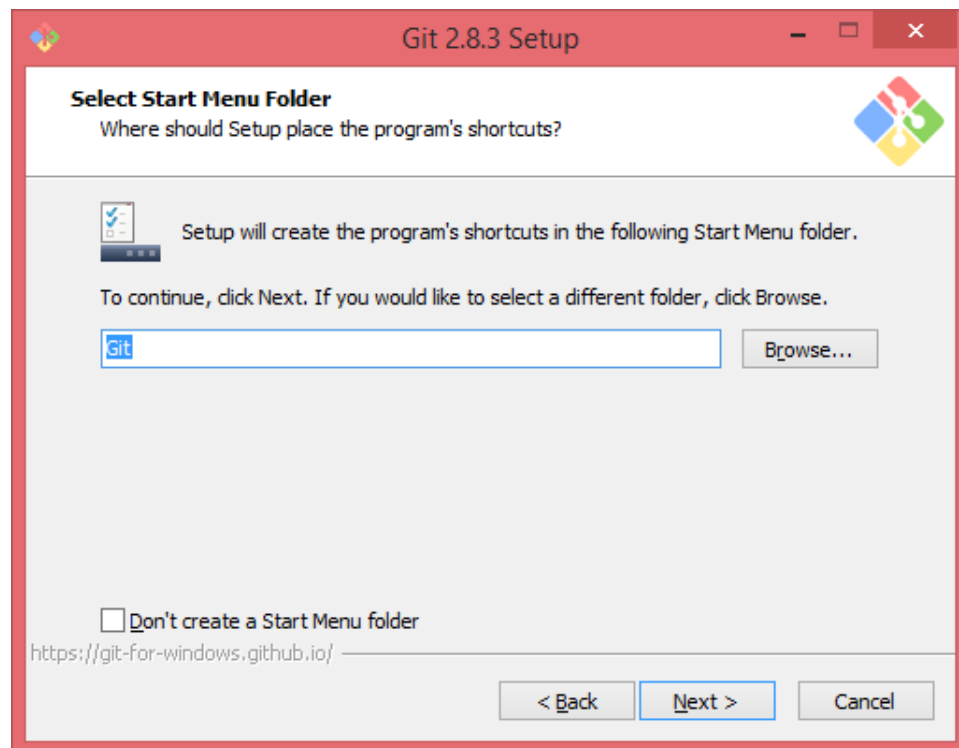 Git 2.8.3 Setup
Select Start Menu Folder
Where should Setup place the program's shortcuts?
Setup will create the program's shortcuts in the following Start Menu folder.
To continue, click Next. If you would like to select a different folder, click Browse.
Git
Browse...
Don't create a Start Menu folder
https://git-for-windows.github.io/
< Back
Next >
Cancel